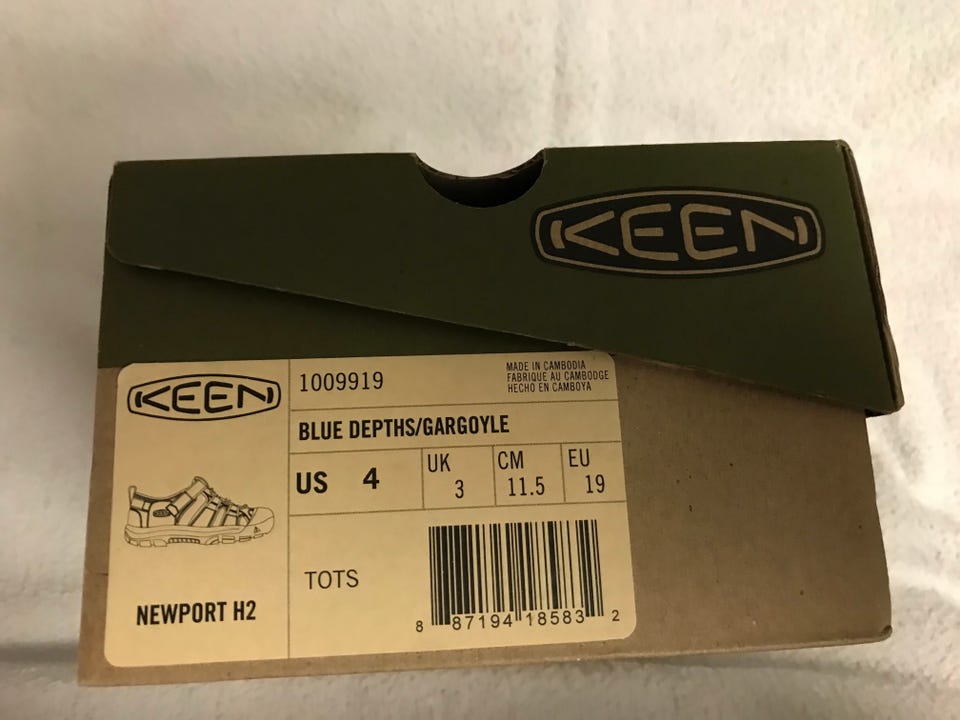 KEEN
KEEN
1009919
MADE IN CAMBODIA
FABRIQUE AU CAMBODGE
HECHO EN CAMBOYA
BLUE DEPTHS/GARGOYLE
US 4
UK 3
CM 11.5
EU 19
KEEN
NEWPORT H2
TOTS
8 87194 18583 2